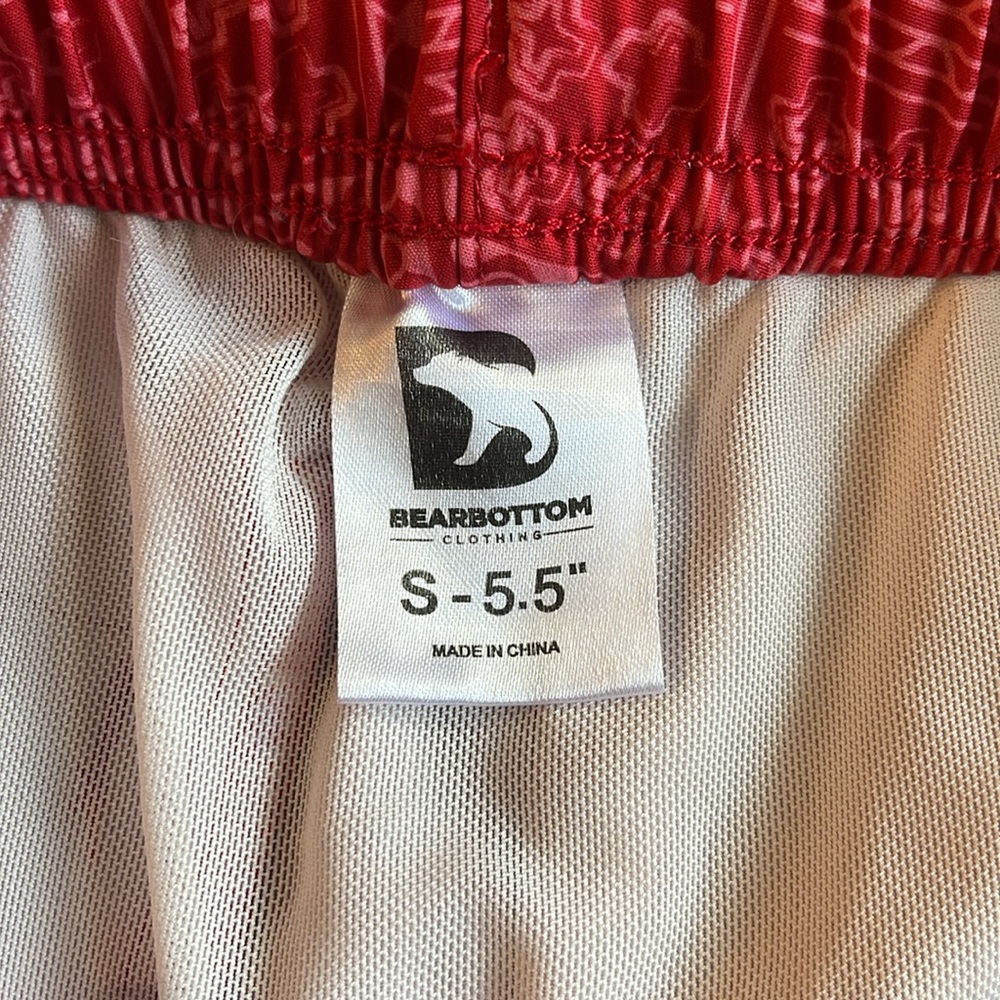 BEARBOTTOM
CLOTHING
S - 5.5"
MADE IN CHINA